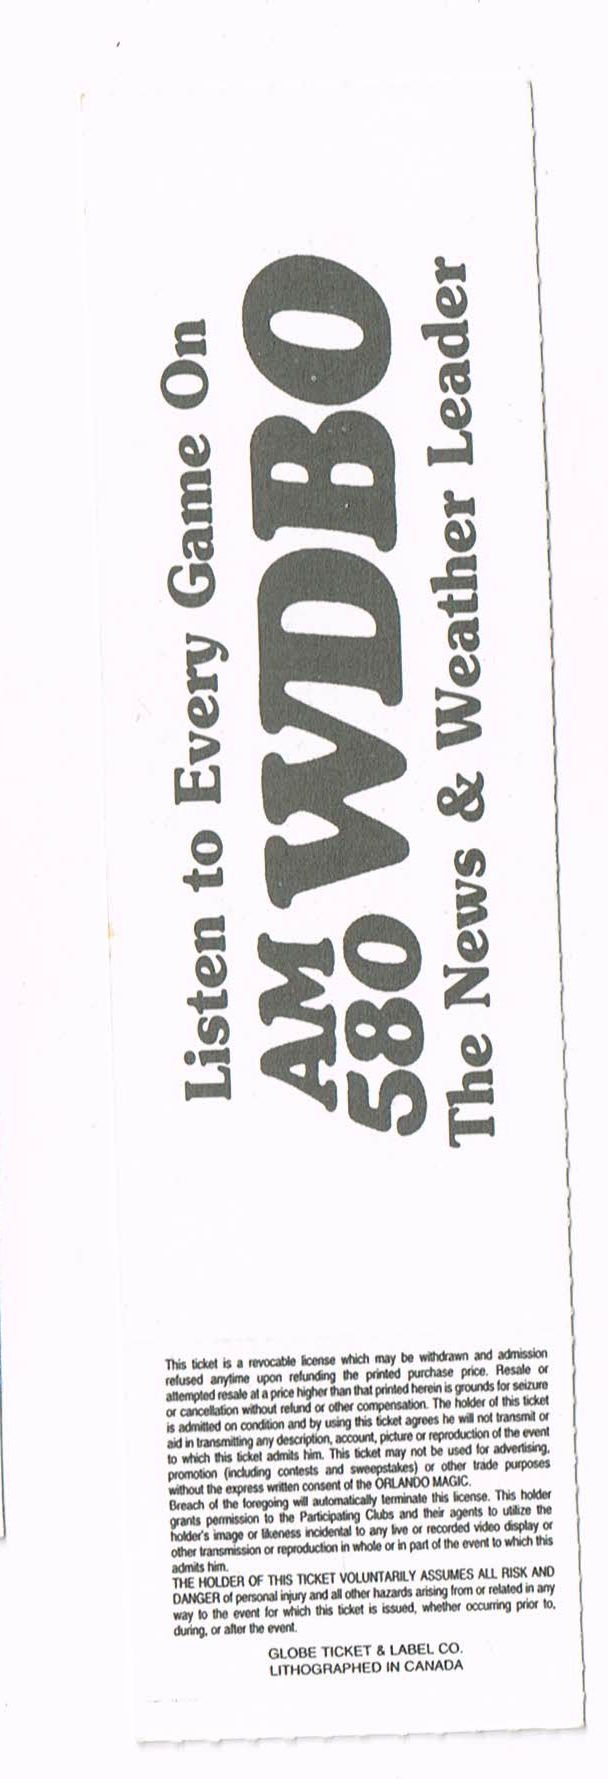 Listen to Every Game On
AM
580
WDBO
The News & Weather Leader
This ticket is a revocable license which may be withdrawn and admission
refused anytime upon refunding the printed purchase price. Resale or
attempted resale at a price higher than that printed herein is grounds for seizure
or cancellation without refund or other compensation. The holder of this ticket
is admitted on condition and by using this ticket agrees he will not transmit or
aid in transmitting any description, account, picture or reproduction of the event
to which this ticket admits him. This ticket may not be used for advertising,
promotion (including contests and sweepstakes) or other trade purposes
without the express written consent of the ORLANDO MAGIC.
Breach of the foregoing will automatically terminate this license. This holder
grants permission to the Participating Clubs and their agents to utilize the
holder's image or likeness incidental to any live or recorded video display or
other transmission or reproduction in whole or in part of the event to which this
admits him.
THE HOLDER OF THIS TICKET VOLUNTARILY ASSUMES ALL RISK AND
DANGER of personal injury and all other hazards arising from or related in any
way to the event for which this ticket is issued, whether occurring prior to,
during, or after the event.
GLOBE TICKET & LABEL CO.
LITHOGRAPHED IN CANADA